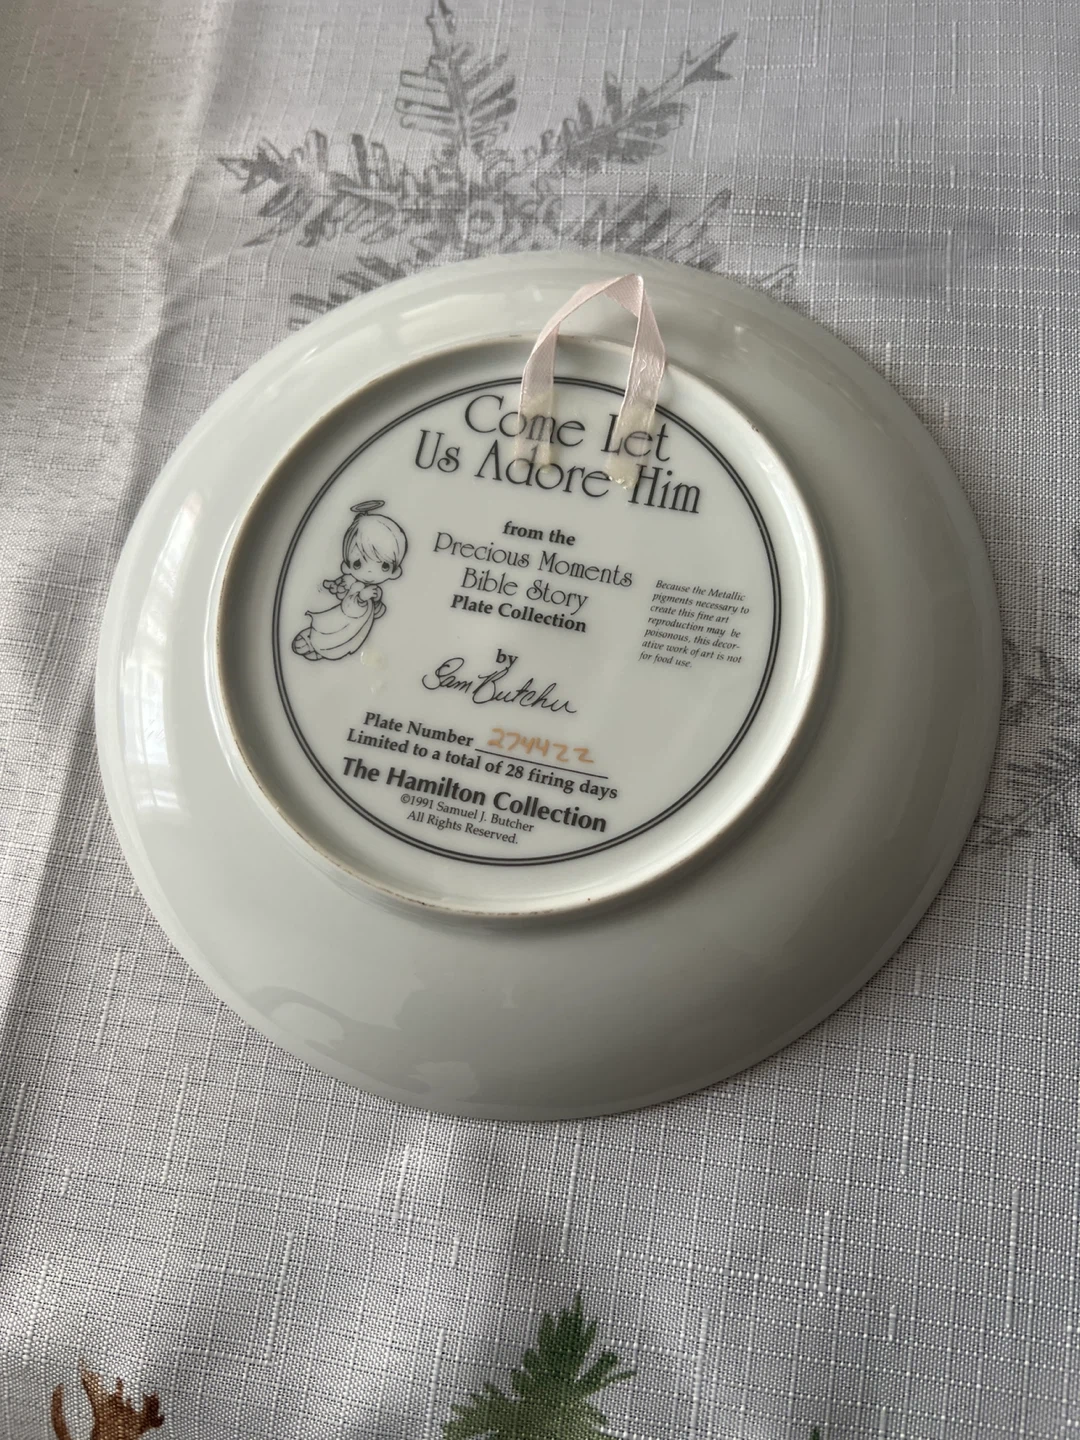 Come Let
Us Adore Him
from the
Precious Moments
Bible Story
Plate Collection
Because the Metallic
pigments necessary to
create this fine art
reproduction may be
poisonous, this decor-
ative work of art is not
for food use.
by
Sam Butcher
Plate Number 274422
Limited to a total of 28 firing days
The Hamilton Collection
©1991 Samuel J. Butcher
All Rights Reserved.